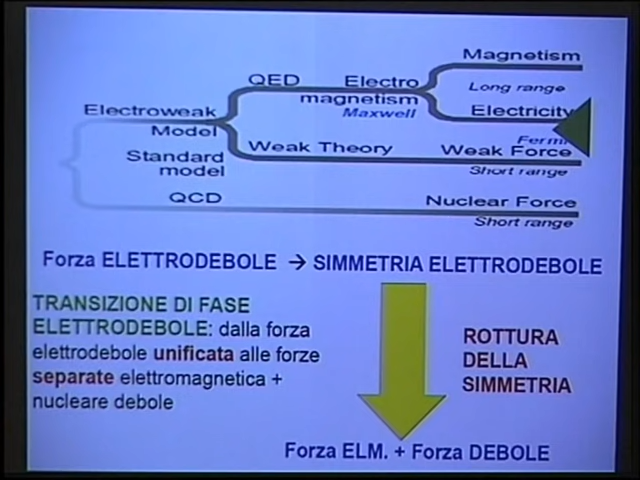 Magnetism
QED Electro
magnetism
Long range
Maxwell
Electroweak
Model
Electricity
Fermi
Weak Theory Weak Force
Short range
Standard
model
QCD Nuclear Force
Short range
Forza ELETTRODEBOLE → SIMMETRIA ELETTRODEBOLE
TRANSIZIONE DI FASE
ELETTRODEBOLE: dalla forza
elettrodebole unificata alle forze
separate elettromagnetica +
nucleare debole
ROTTURA
DELLA
SIMMETRIA
Forza ELM. + Forza DEBOLE